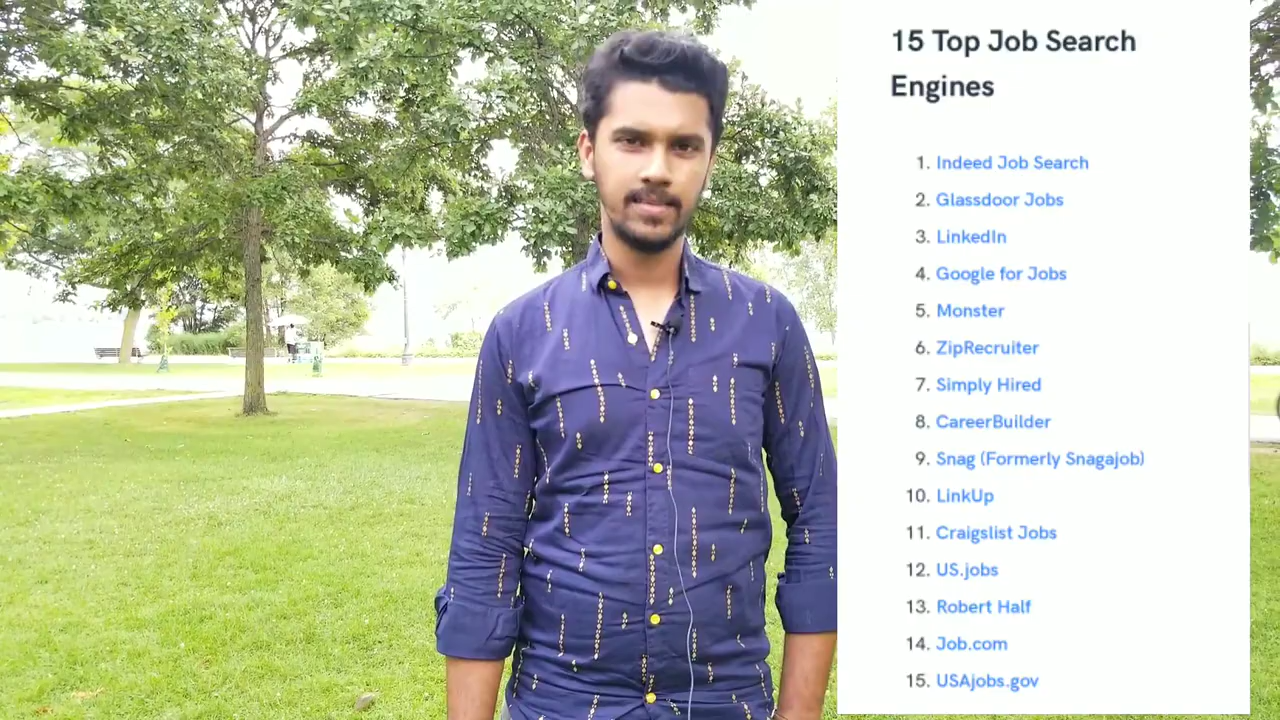 15 Top Job Search
Engines
1. Indeed Job Search
2. Glassdoor Jobs
3. LinkedIn
4. Google for Jobs
5. Monster
6. ZipRecruiter
7. Simply Hired
8. CareerBuilder
9. Snag (Formerly Snagajob)
10. LinkUp
11. Craigslist Jobs
12. US.jobs
13. Robert Half
14. Job.com
15. USAjobs.gov